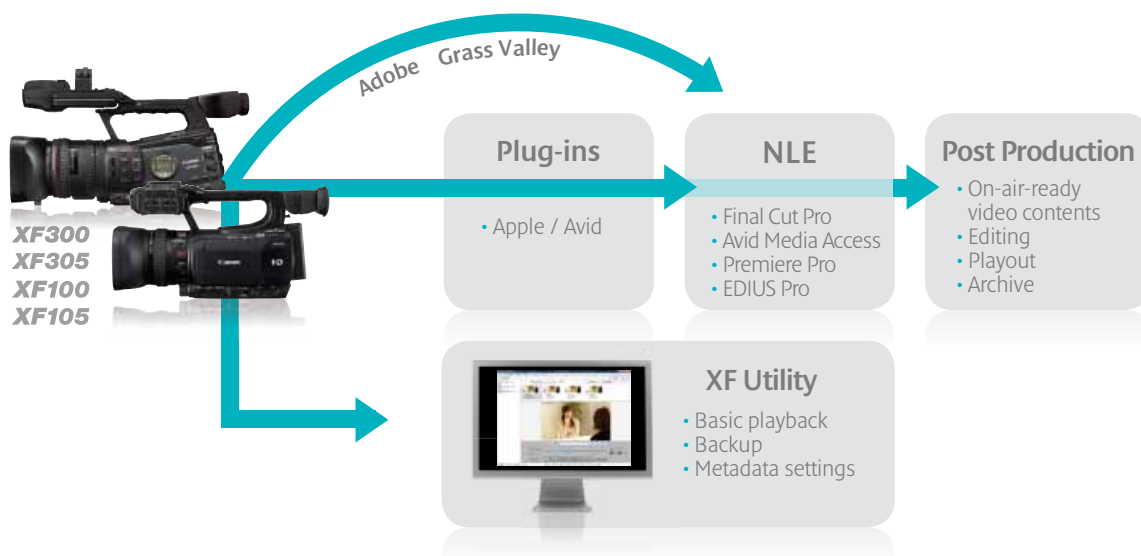 Adobe Grass Valley
XF300
XF305
XF100
XF105
Plug-ins
• Apple / Avid
NLE
• Final Cut Pro
• Avid Media Access
• Premiere Pro
• EDIUS Pro
Post Production
• On-air-ready
video contents
• Editing
• Playout
• Archive
XF Utility
• Basic playback
• Backup
• Metadata settings
Canon
HD